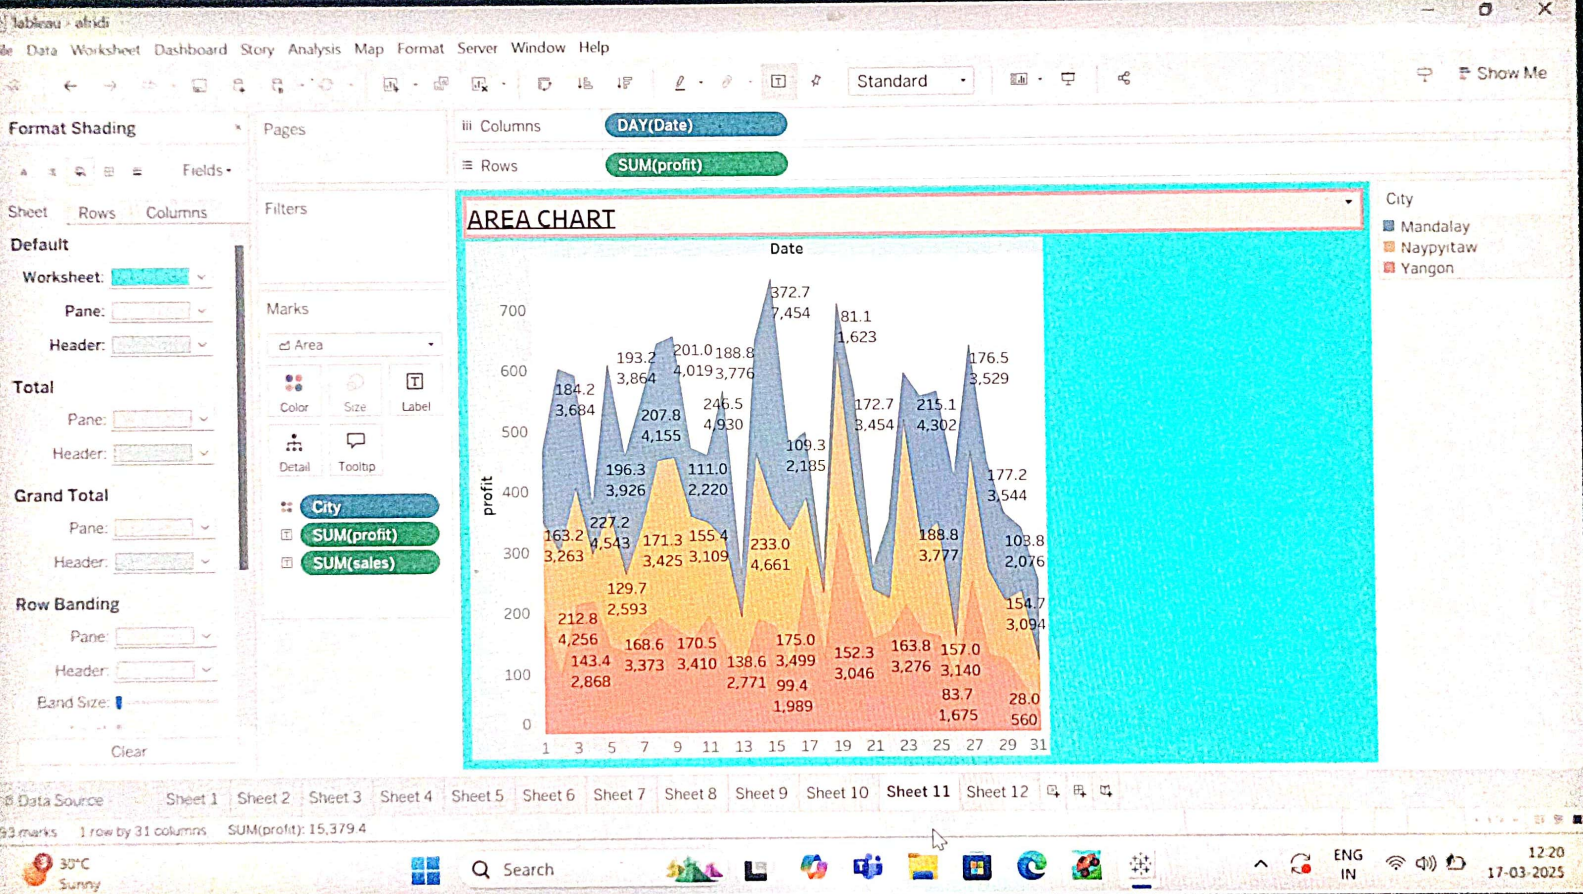 Tableau - afridi
Data Worksheet Dashboard Story Analysis Map Format Server Window Help
Standard
Show Me
Format Shading
Fields
Sheet Rows Columns
Default
Worksheet:
Pane:
Header:
Total
Pane:
Header:
Grand Total
Pane:
Header:
Row Banding
Pane:
Header:
Band Size:
Clear
Pages
Filters
Marks
Area
Color Size Label
Detail Tooltip
City
SUM(profit)
SUM(sales)
Columns DAY(Date)
Rows SUM(profit)
AREA CHART
Date
profit
700
600
500
400
300
200
100
0
372.7
7,454
81.1
1,623
193.2
3,864
201.0
4,019
188.8
3,776
176.5
3,529
184.2
3,684
207.8
4,155
246.5
4,930
172.7
3,454
215.1
4,302
109.3
2,185
196.3
3,926
111.0
2,220
177.2
3,544
163.2
3,263
227.2
4,543
171.3
3,425
155.4
3,109
233.0
4,661
188.8
3,777
103.8
2,076
129.7
2,593
154.7
3,094
212.8
4,256
168.6
3,373
170.5
3,410
175.0
3,499
152.3
3,046
163.8
3,276
157.0
3,140
143.4
2,868
138.6
2,771
99.4
1,989
83.7
1,675
28.0
560
1 3 5 7 9 11 13 15 17 19 21 23 25 27 29 31
City
Mandalay
Naypyitaw
Yangon
Data Source Sheet 1 Sheet 2 Sheet 3 Sheet 4 Sheet 5 Sheet 6 Sheet 7 Sheet 8 Sheet 9 Sheet 10 Sheet 11 Sheet 12
93 marks 1 row by 31 columns SUM(profit): 15,379.4
Sunny
Search
ENG
IN
12:20
17-03-2025